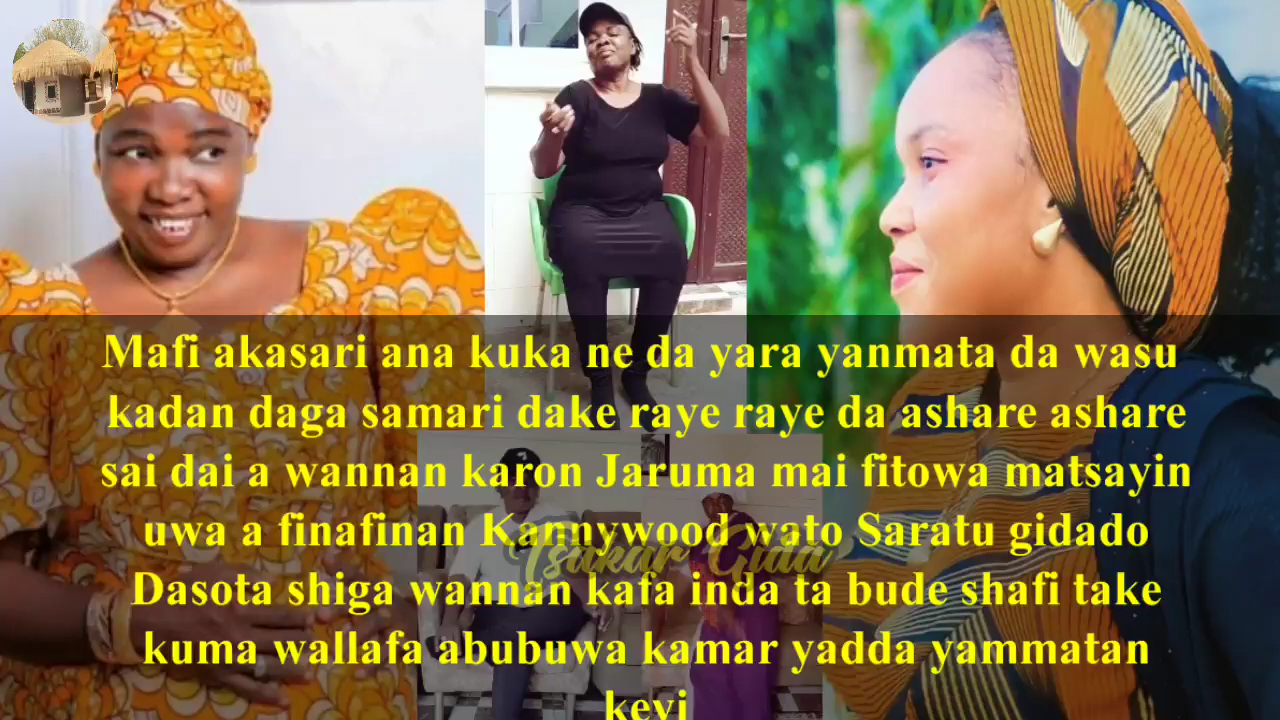 Mafi akasari ana kuka ne da yara yanmata da wasu
kadan daga samari dake raye raye da ashare ashare
sai dai a wannan karon Jaruma mai fitowa matsayin
uwa a finafinan Kannywood wato Saratu gidado
Tsakar Gida
Dasota shiga wannan kafa inda ta bude shafi take
kuma wallafa abubuwa kamar yadda yammatan
keyi